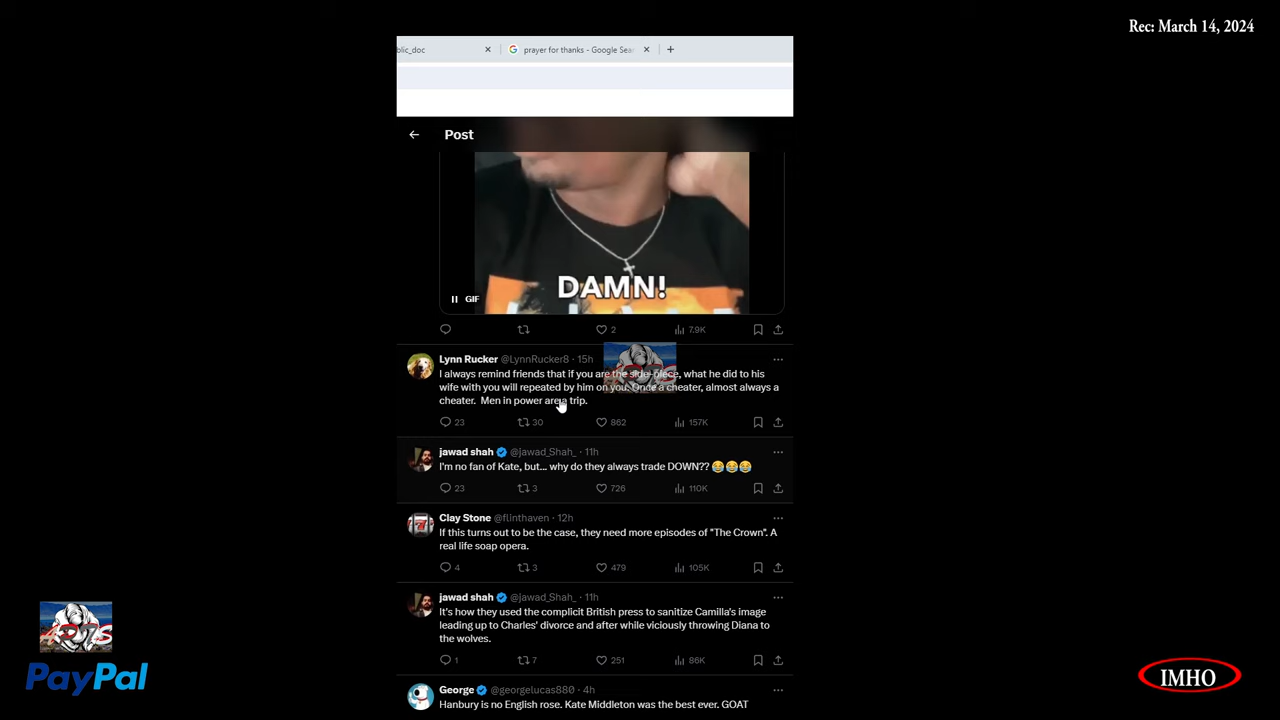 Rec: March 14, 2024
blic_doc
prayer for thanks - Google Sear
Post
DAMN!
GIF
2 7.9K
Lynn Rucker @LynnRucker8 · 15h
I always remind friends that if you are the side-piece, what he did to his
wife with you will repeated by him on you. Once a cheater, almost always a
cheater. Men in power are a trip.
23 30 862 157K
jawad shah @jawad_Shah_ · 11h
I'm no fan of Kate, but... why do they always trade DOWN?? 😂😂😂
23 3 726 110K
Clay Stone @flinthaven · 12h
If this turns out to be the case, they need more episodes of "The Crown". A
real life soap opera.
4 3 479 105K
jawad shah @jawad_Shah_ · 11h
It's how they used the complicit British press to sanitize Camilla's image
leading up to Charles' divorce and after while viciously throwing Diana to
the wolves.
1 7 251 86K
George @georgelucas880 · 4h
Hanbury is no English rose. Kate Middleton was the best ever. GOAT
PayPal
IMHO